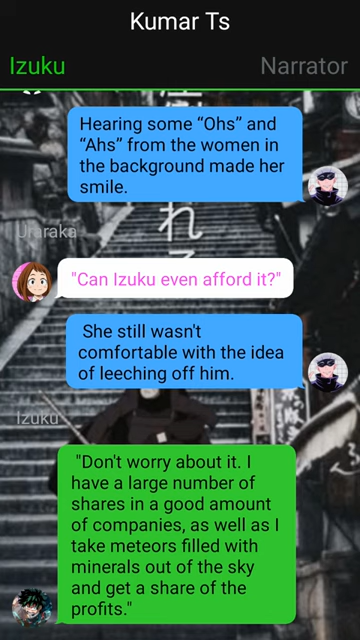 Kumar Ts
Izuku
Narrator
Hearing some “Ohs” and
“Ahs” from the women in
the background made her
smile.
Uraraka
"Can Izuku even afford it?"
She still wasn't
comfortable with the idea
of leeching off him.
Izuku
"Don't worry about it. I
have a large number of
shares in a good amount
of companies, as well as I
take meteors filled with
minerals out of the sky
and get a share of the
profits."